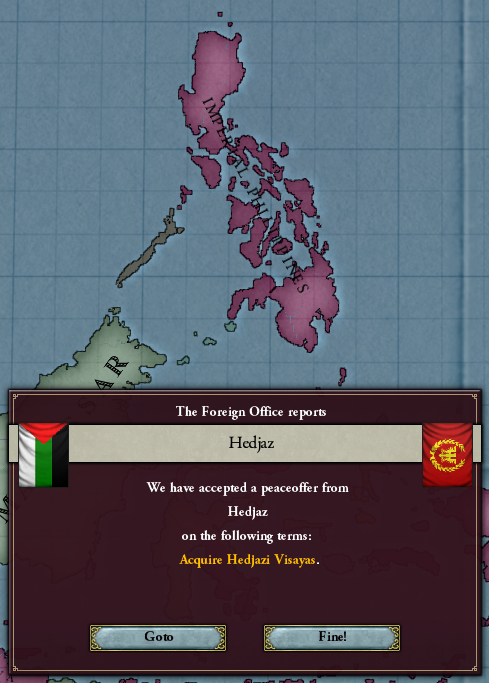 IMPERIAL PHILIPPINES
AR
The Foreign Office reports
Hedjaz
We have accepted a peaceoffer from
Hedjaz
on the following terms:
Acquire Hedjazi Visayas.
Goto
Fine!